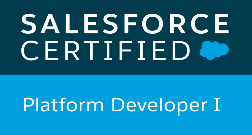 SALESFORCE
CERTIFIED
Platform Developer I